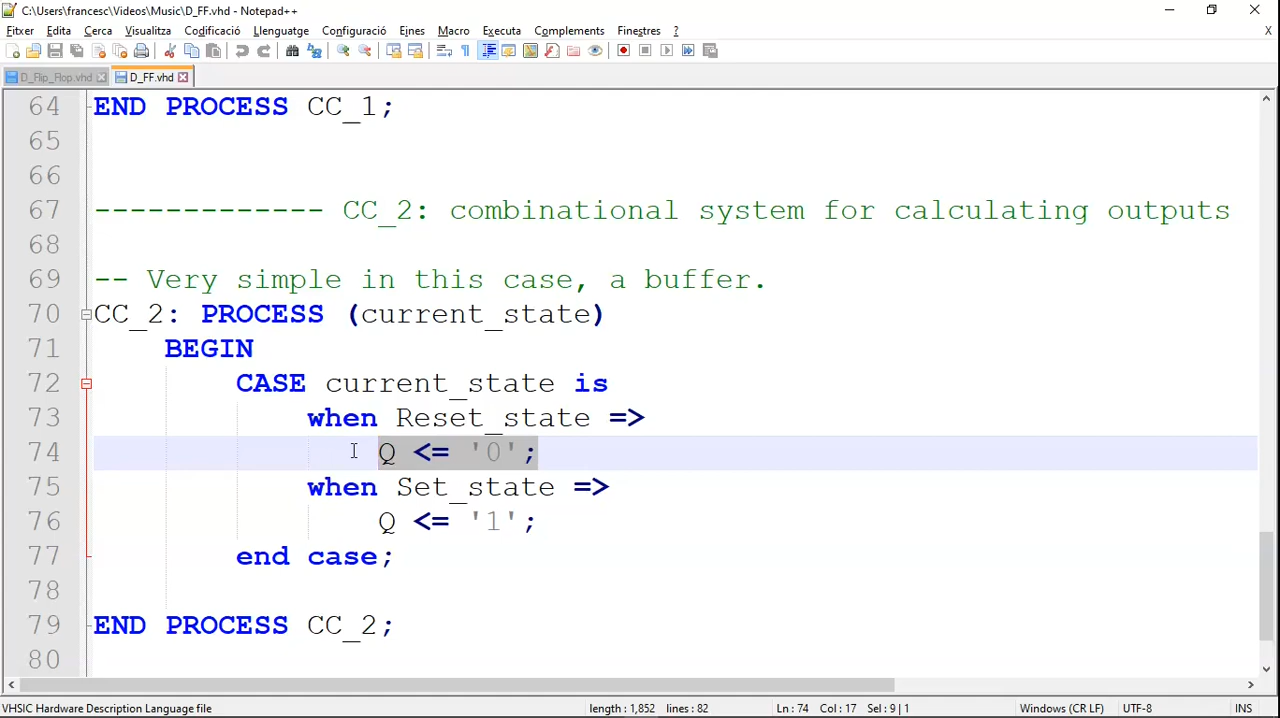 C:\Users\francesc\Videos\Music\D_FF.vhd - Notepad++
Fitxer Edita Cerca Visualitza Codificació Llenguatge Configuració Eines Macro Executa Complements Finestres ? X
D_Flip_Flop.vhd D_FF.vhd
64 END PROCESS CC_1;
65
66
67 ------------- CC_2: combinational system for calculating outputs
68
69 -- Very simple in this case, a buffer.
70 CC_2: PROCESS (current_state)
71 BEGIN
72 CASE current_state is
73 when Reset_state =>
74 Q <= '0';
75 when Set_state =>
76 Q <= '1';
77 end case;
78
79 END PROCESS CC_2;
80
VHSIC Hardware Description Language file length : 1,852 lines : 82 Ln : 74 Col : 17 Sel : 9 | 1 Windows (CR LF) UTF-8 INS